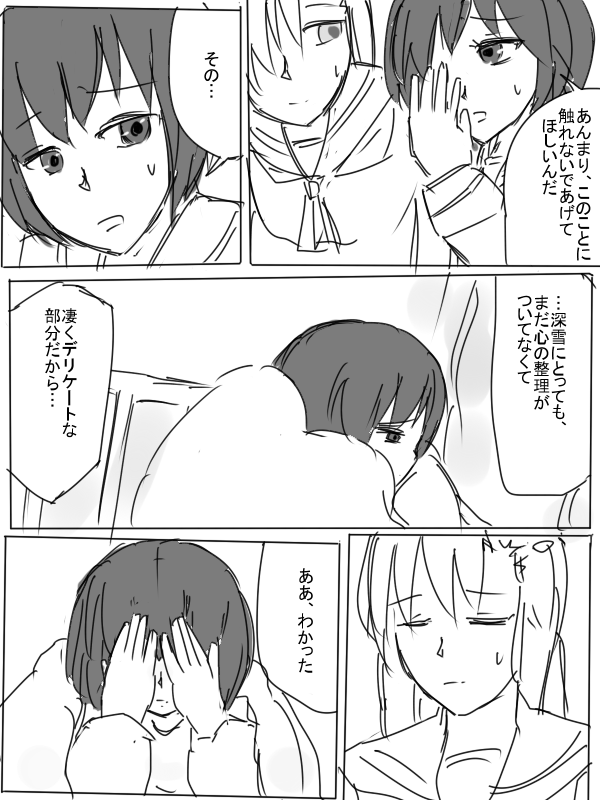 あんまり、このことに
触れないであげて
ほしいんだ
その…
…深雪にとっても、
まだ心の整理が
ついてなくて
凄くデリケートな
部分だから…
ああ、わかった